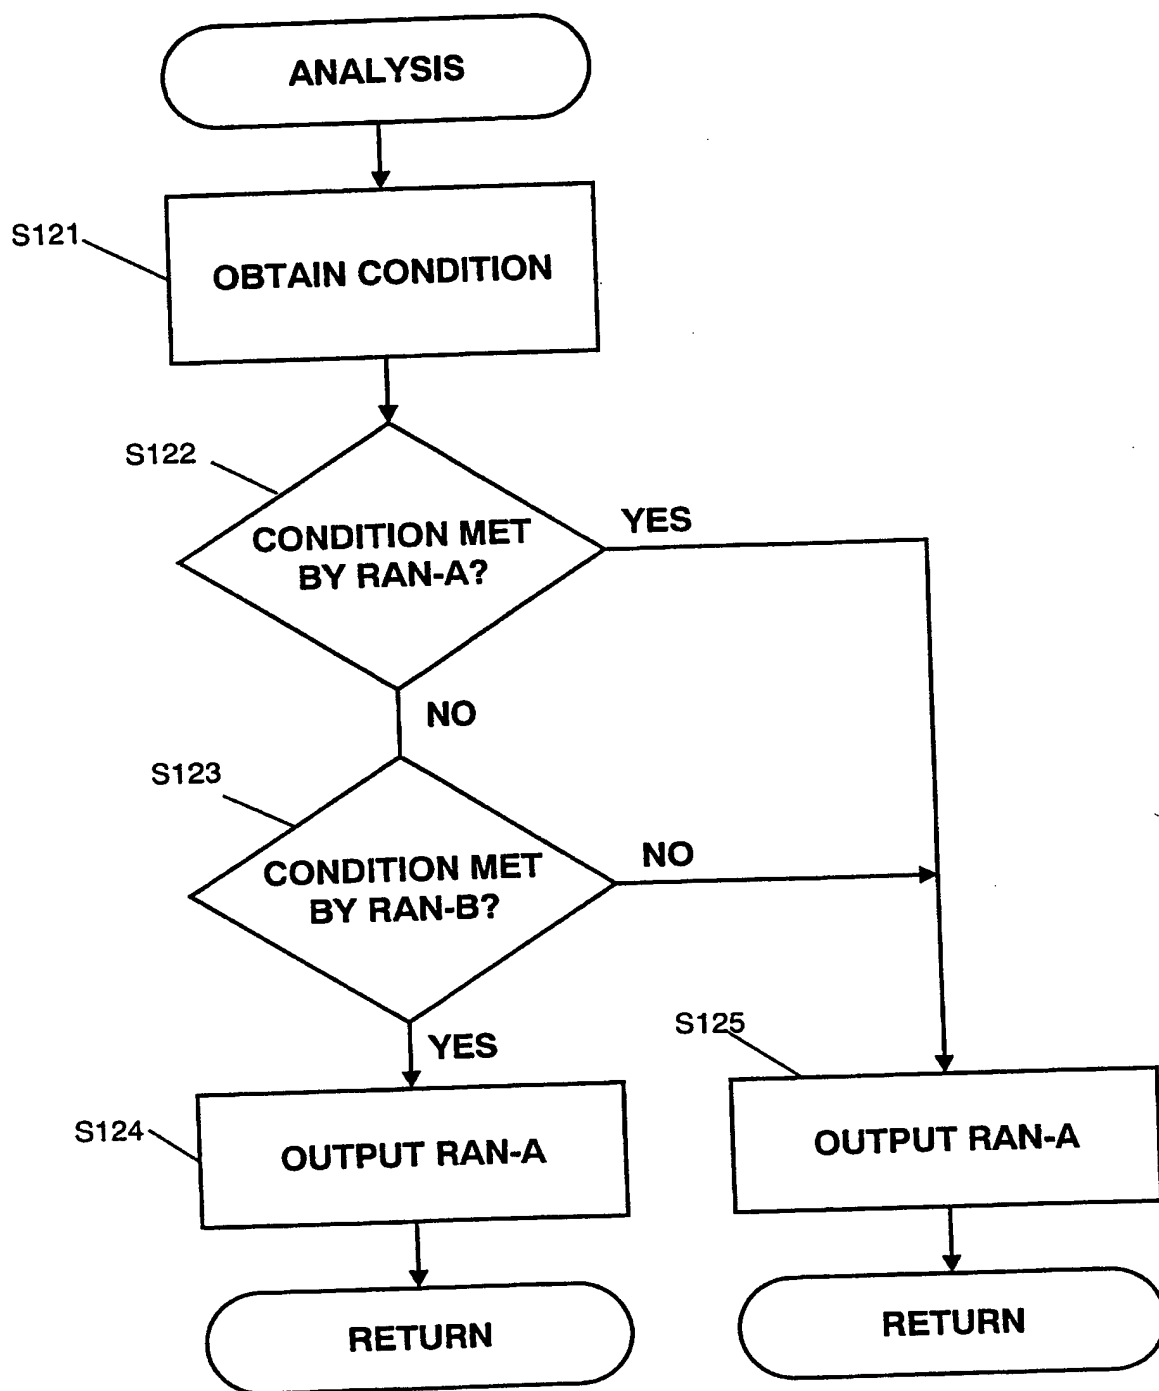 ANALYSIS
S121
OBTAIN CONDITION
S122
CONDITION MET
BY RAN-A?
YES
NO
S123
CONDITION MET
BY RAN-B?
NO
YES
S124
OUTPUT RAN-A
RETURN
S125
OUTPUT RAN-A
RETURN